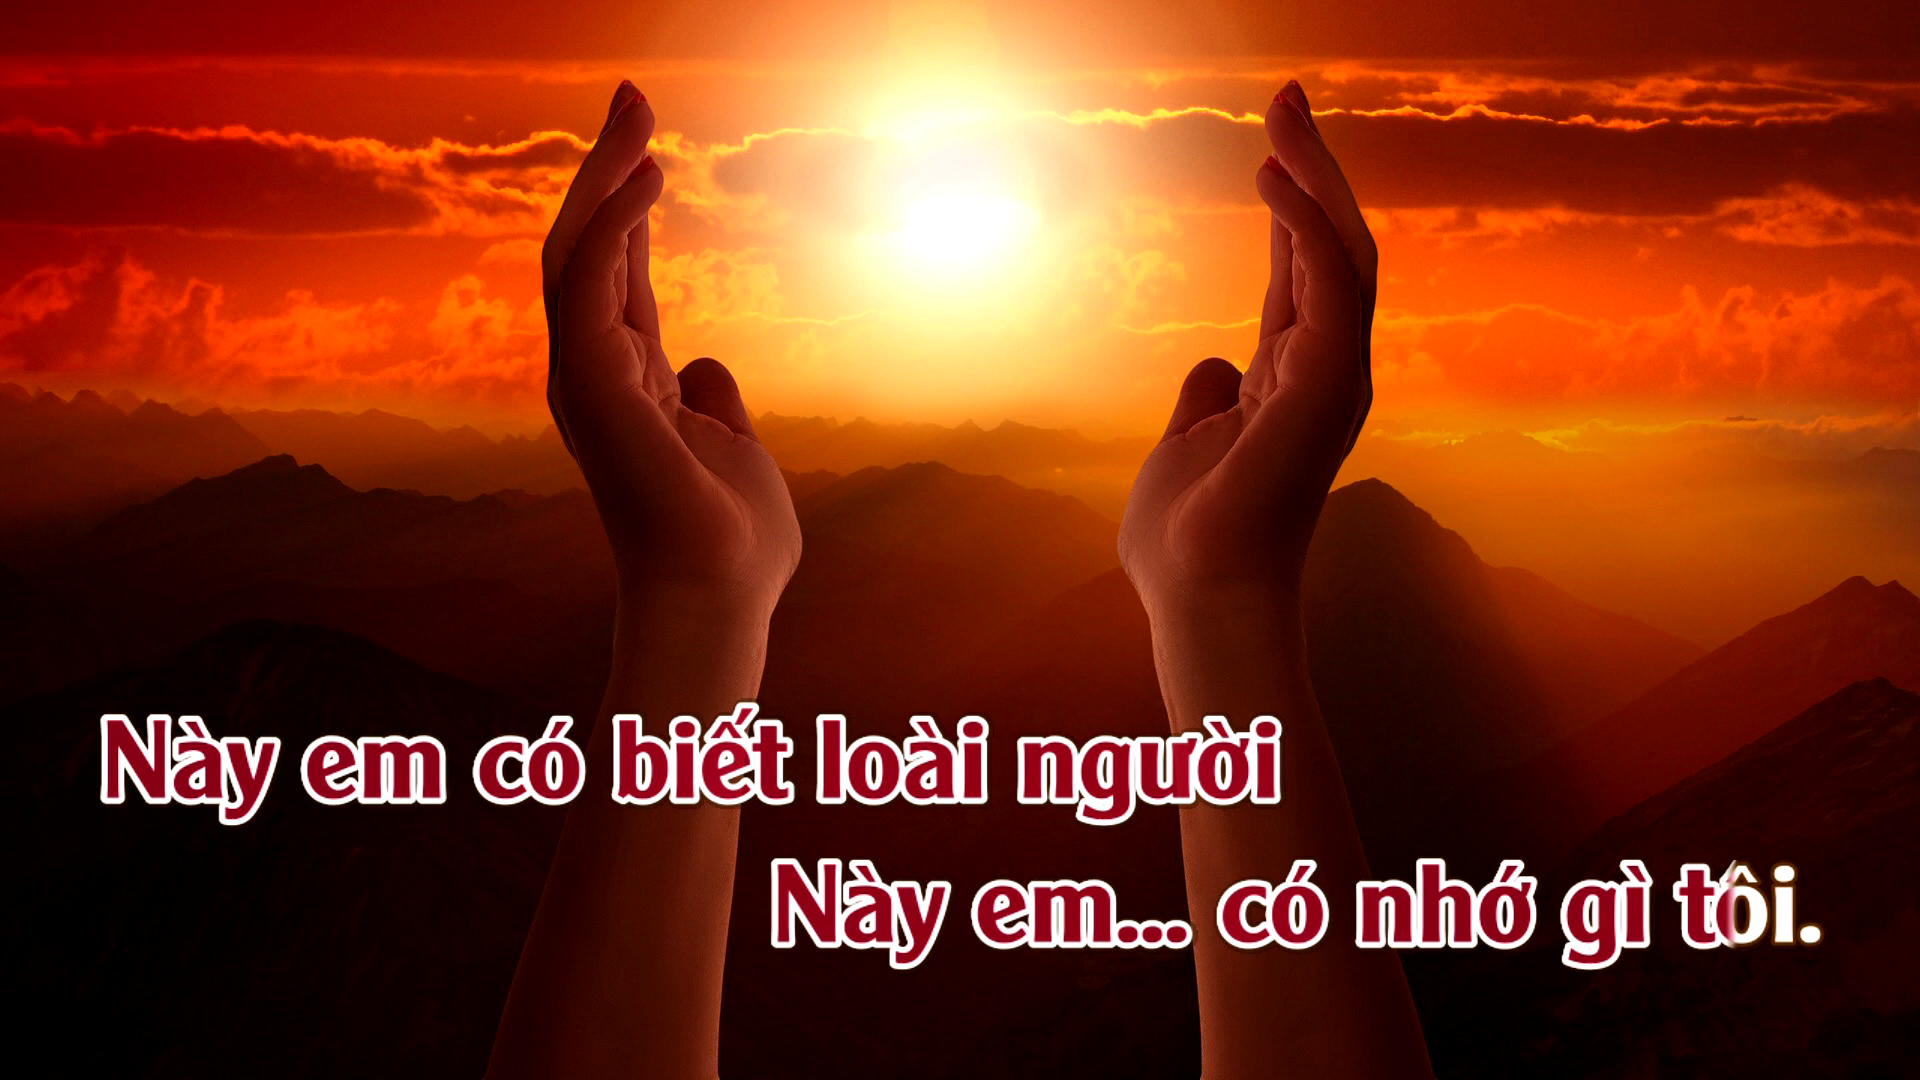 Này em có biết loài người
Này em... có nhớ gì tôi.